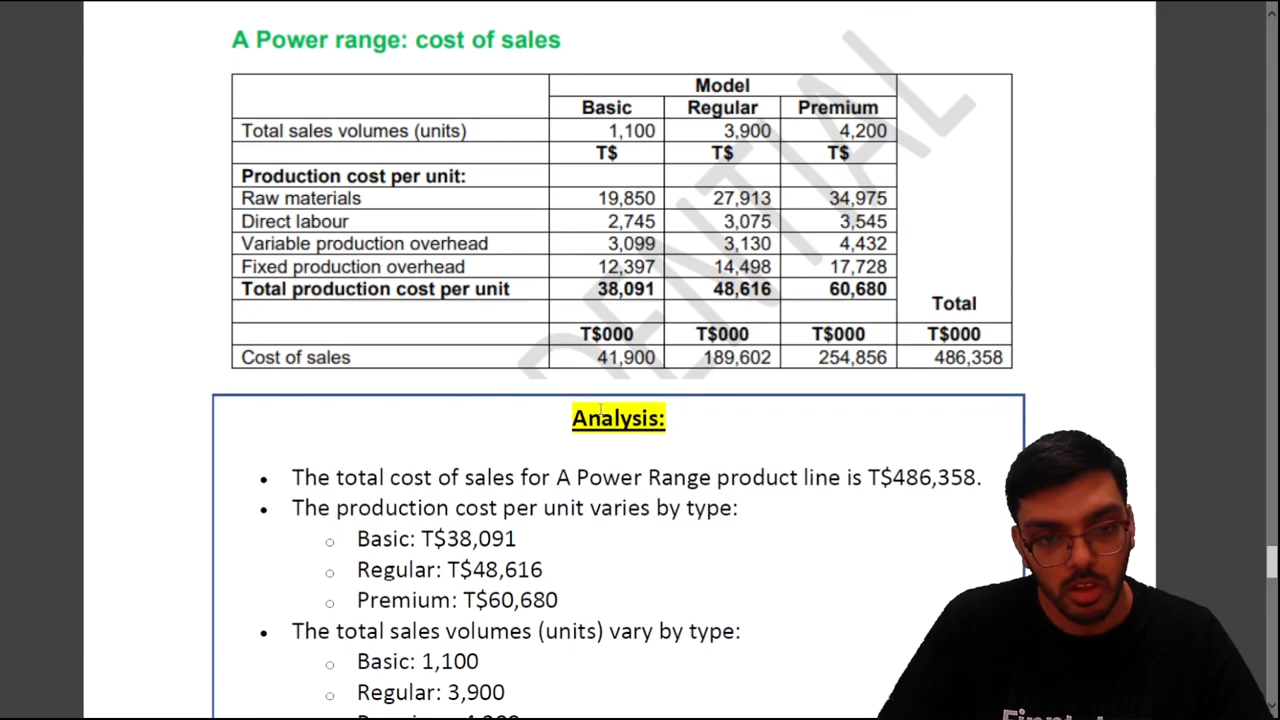 A Power range: cost of sales
Model
Basic Regular Premium
Total sales volumes (units) 1,100 3,900 4,200
T$ T$ T$
Production cost per unit:
Raw materials 19,850 27,913 34,975
Direct labour 2,745 3,075 3,545
Variable production overhead 3,099 3,130 4,432
Fixed production overhead 12,397 14,498 17,728
Total production cost per unit 38,091 48,616 60,680
Total
T$000 T$000 T$000 T$000
Cost of sales 41,900 189,602 254,856 486,358
DENTIAL
Analysis:
• The total cost of sales for A Power Range product line is T$486,358.
• The production cost per unit varies by type:
○ Basic: T$38,091
○ Regular: T$48,616
○ Premium: T$60,680
• The total sales volumes (units) vary by type:
○ Basic: 1,100
○ Regular: 3,900